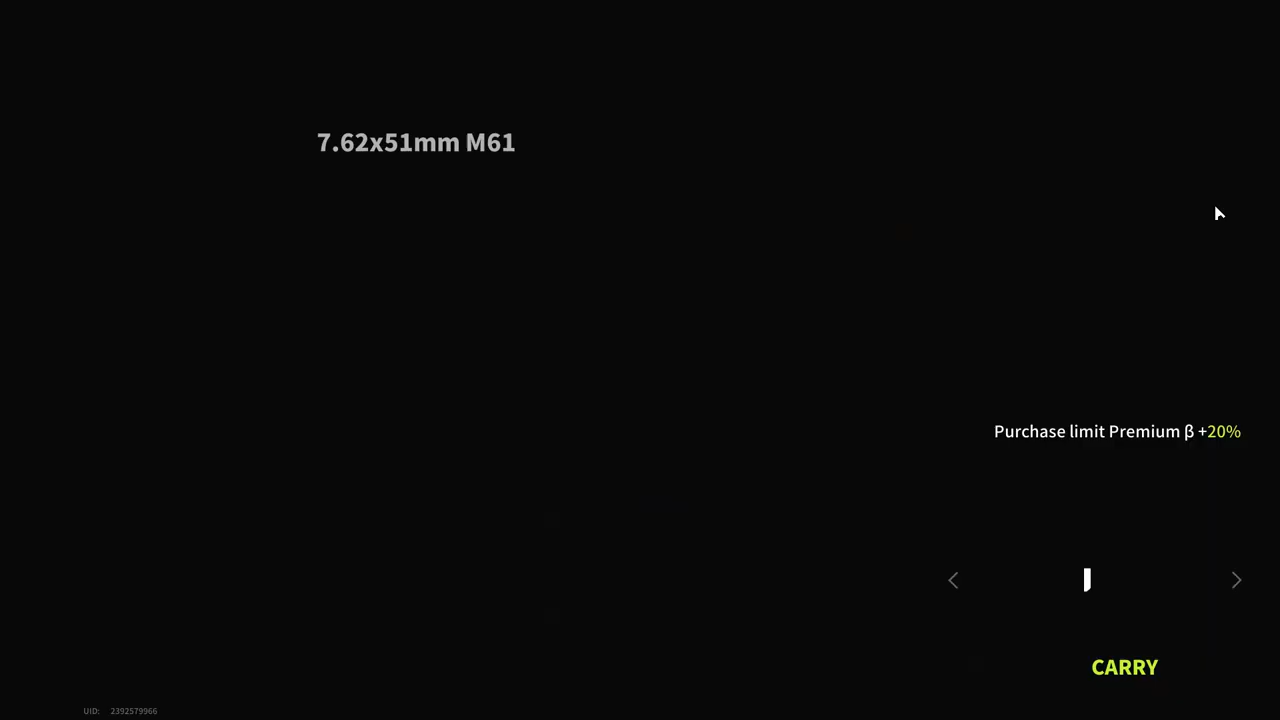 7.62x51mm M61
Purchase limit Premium β +20%
CARRY
UID: 2392579966